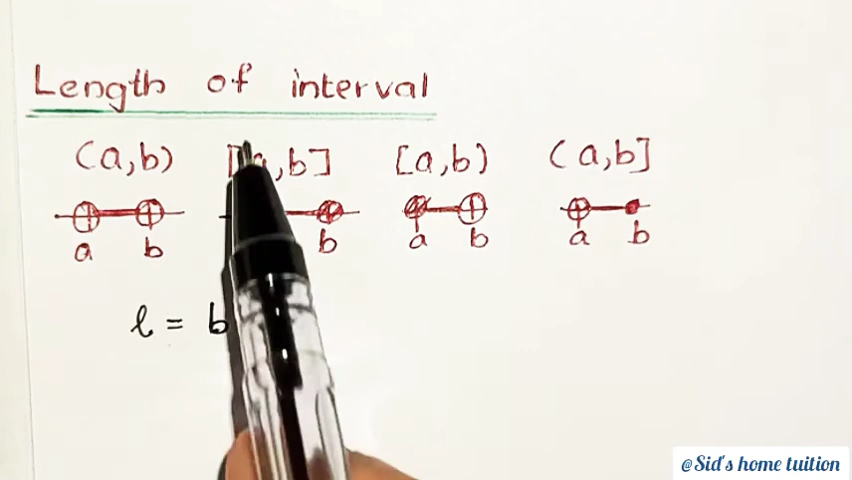 Length of interval
(a,b) [a,b] [a,b) (a,b]
a b b a b a b
l = b
@Sid's home tuition